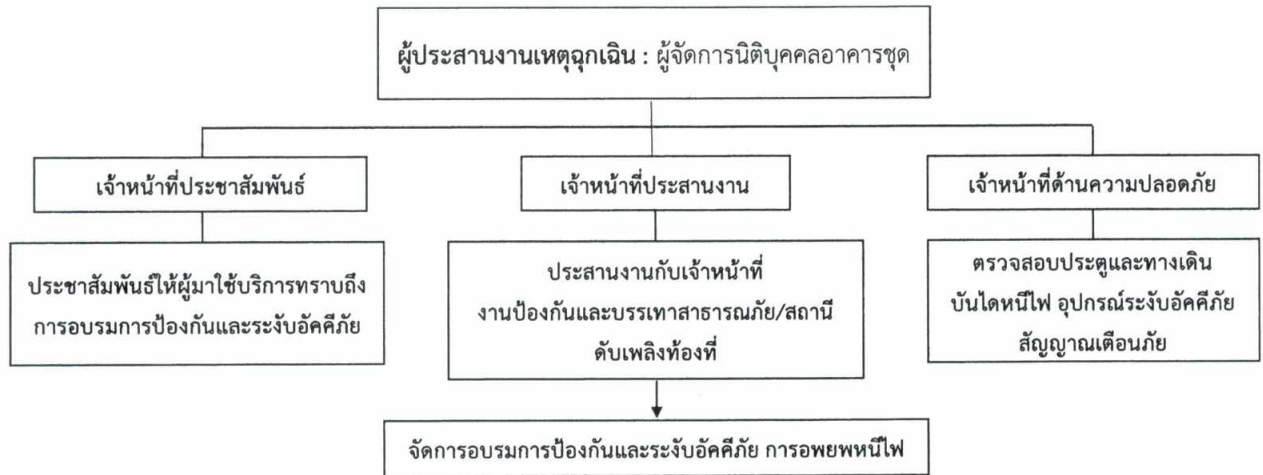 ผู้ประสานงานเหตุฉุกเฉิน : ผู้จัดการนิติบุคคลอาคารชุด
เจ้าหน้าที่ประชาสัมพันธ์
เจ้าหน้าที่ประสานงาน
เจ้าหน้าที่ด้านความปลอดภัย
ประชาสัมพันธ์ให้ผู้มาใช้บริการทราบถึง
การอบรมการป้องกันและระงับอัคคีภัย
ประสานงานกับเจ้าหน้าที่
งานป้องกันและบรรเทาสาธารณภัย/สถานี
ดับเพลิงท้องที่
ตรวจสอบประตูและทางเดิน
บันไดหนีไฟ อุปกรณ์ระงับอัคคีภัย
สัญญาณเตือนภัย
จัดการอบรมการป้องกันและระงับอัคคีภัย การอพยพหนีไฟ